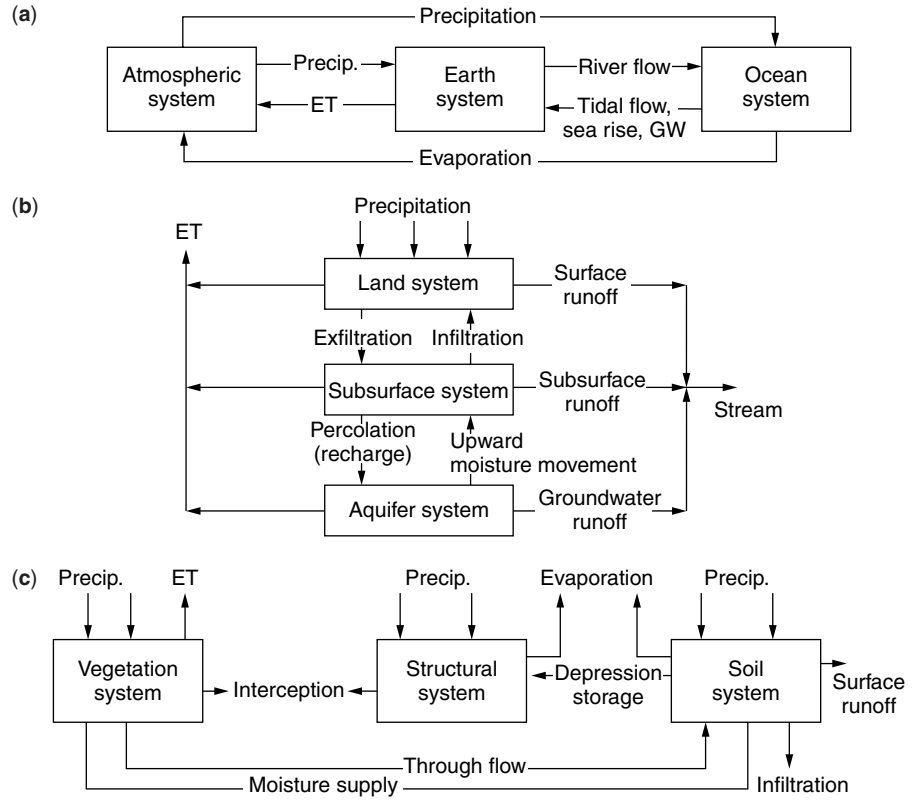 (a)
Precipitation
Atmospheric
system
Precip.
ET
Earth
system
River flow
Tidal flow,
sea rise, GW
Ocean
system
Evaporation
(b)
ET
Precipitation
Land system
Surface
runoff
Exfiltration
Infiltration
Subsurface system
Subsurface
runoff
Stream
Percolation
(recharge)
Upward
moisture movement
Aquifer system
Groundwater
runoff
(c)
Precip.
ET
Precip.
Evaporation
Precip.
Vegetation
system
Interception
Structural
system
Depression
storage
Soil
system
Surface
runoff
Through flow
Moisture supply
Infiltration